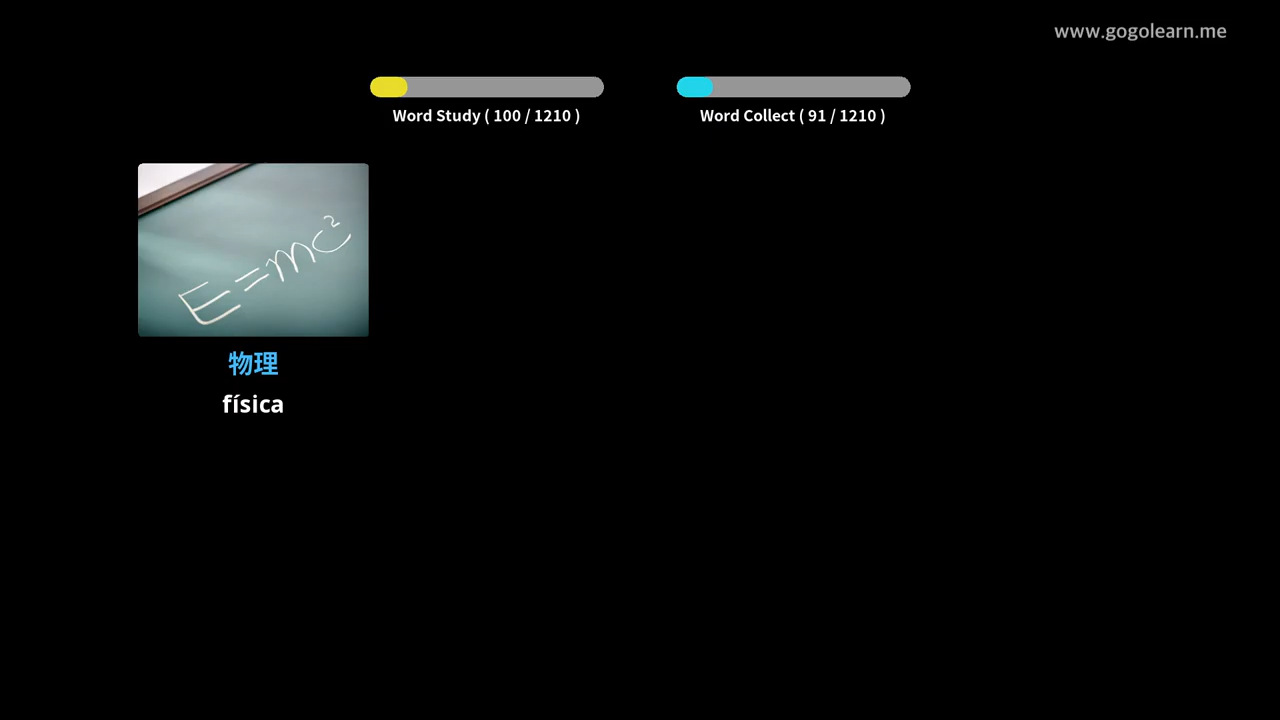 www.gogolearn.me
Word Study ( 100 / 1210 )
Word Collect ( 91 / 1210 )
E=mc²
物理
física